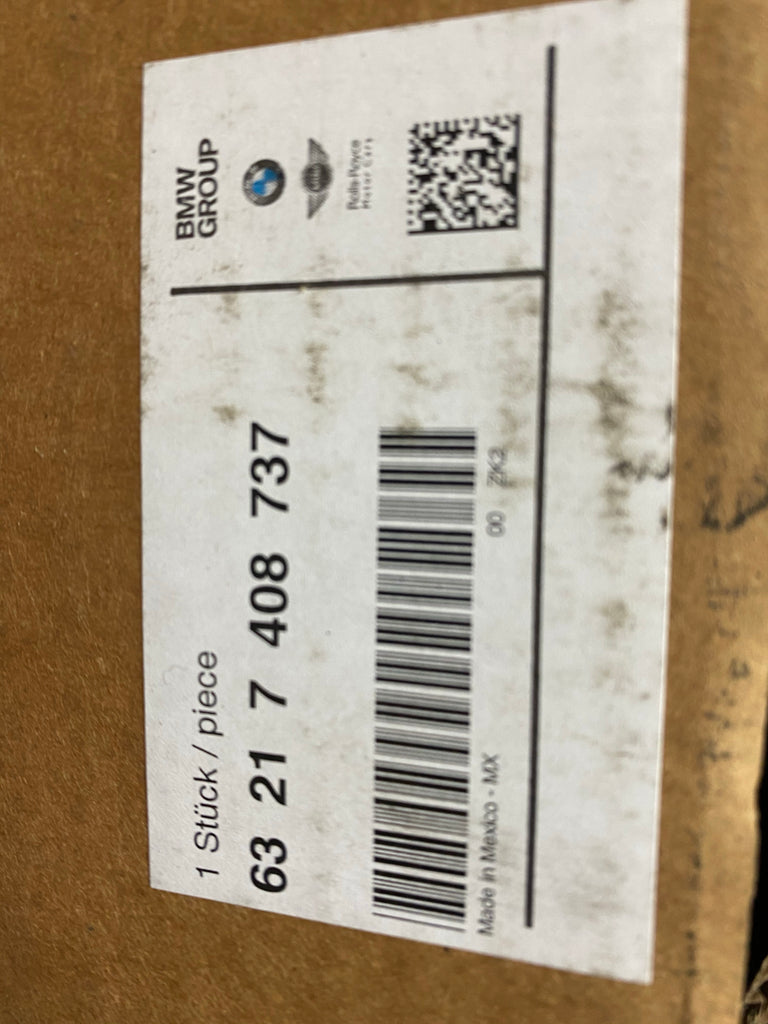 1 Stück / piece
63 21 7 408 737
Made in Mexico - MX
00 ZK2
BMW
GROUP
Rolls-Royce
Motor Cars